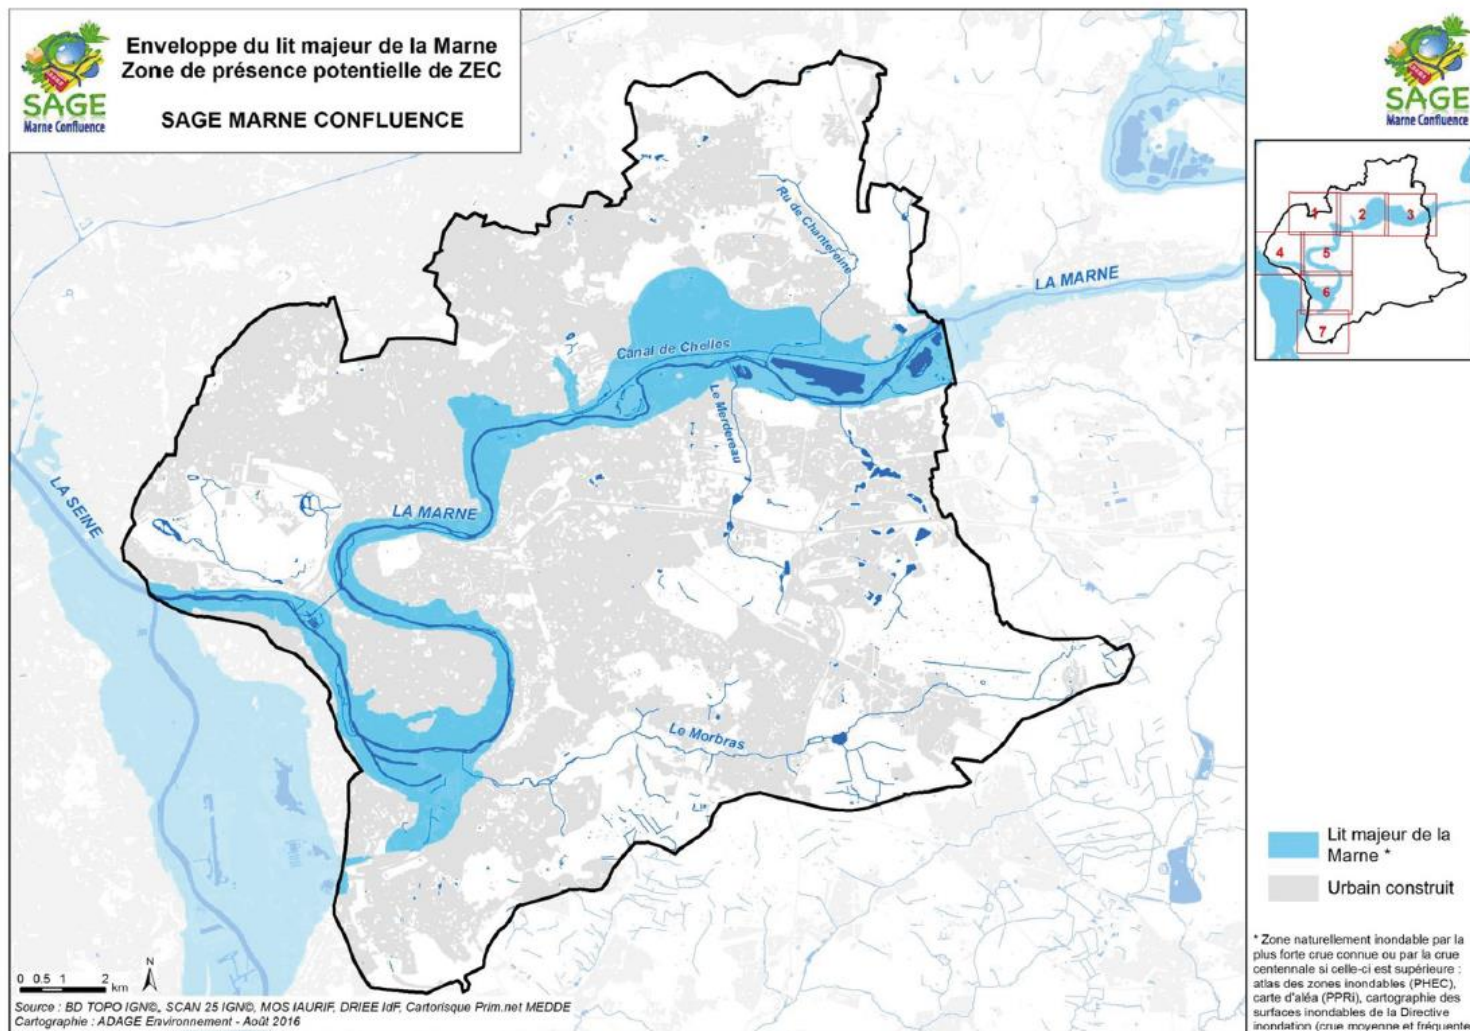 SAGE
Marne Confluence
Enveloppe du lit majeur de la Marne
Zone de présence potentielle de ZEC
SAGE MARNE CONFLUENCE
SAGE
Marne Confluence
1
2
3
4
5
6
7
Ru de Chantereine
LA MARNE
Canal de Chelles
Le Merdereau
LA SEINE
LA MARNE
Le Morbras
Lit majeur de la
Marne *
Urbain construit
* Zone naturellement inondable par la
plus forte crue connue ou par la crue
centennale si celle-ci est supérieure :
atlas des zones inondables (PHEC),
carte d'aléa (PPRi), cartographie des
surfaces inondables de la Directive
inondation (crue moyenne et fréquente
0 0.5 1 2
km
N
Source : BD TOPO IGN©, SCAN 25 IGN©, MOS IAURIF, DRIEE IdF, Cartorisque Prim.net MEDDE
Cartographie : ADAGE Environnement - Août 2016